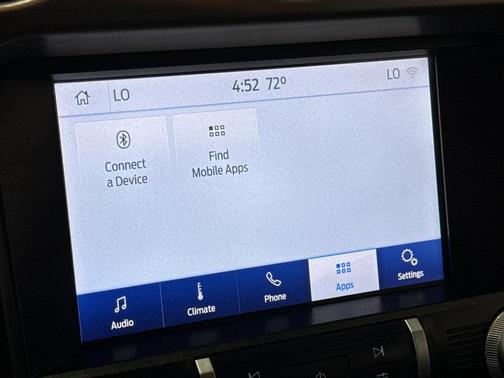 LO
4:52 72°
LO
Connect
a Device
Find
Mobile Apps
Audio
Climate
Phone
Apps
Settings